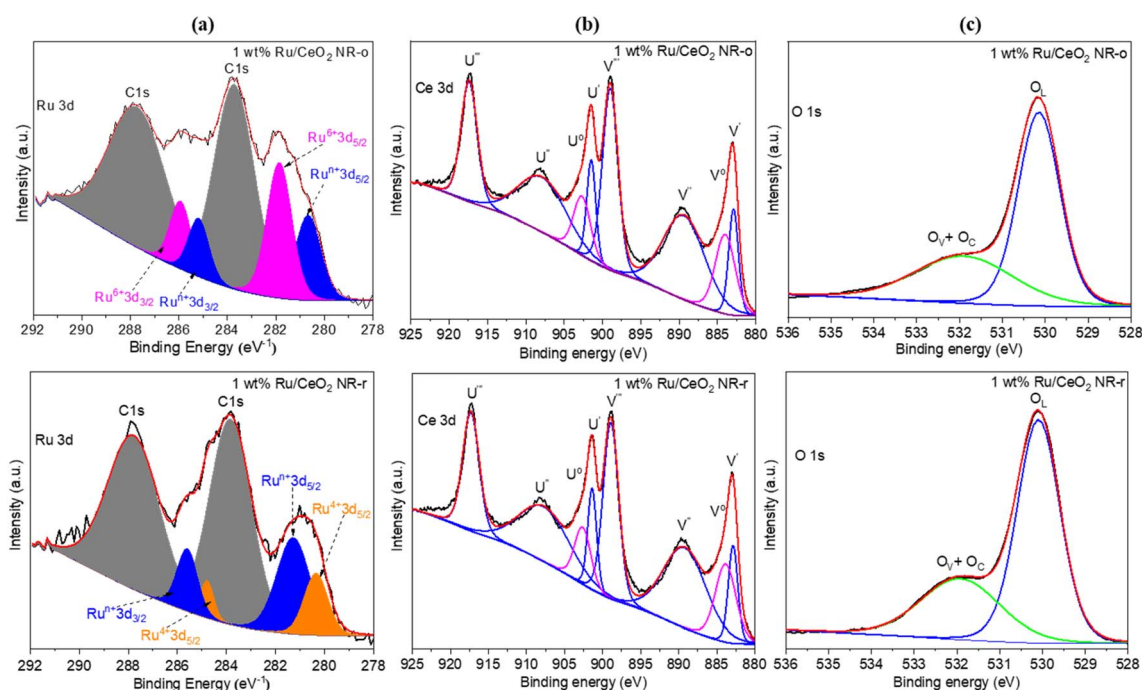 (a)
(b)
(c)
1 wt% Ru/CeO₂ NR-o
Ru 3d
C1s
C1s
Ru⁶⁺3d₅/₂
Ruⁿ⁺3d₅/₂
Ru⁶⁺3d₃/₂
Ruⁿ⁺3d₃/₂
Intensity (a.u.)
292 290 288 286 284 282 280 278
Binding Energy (eV⁻¹)
1 wt% Ru/CeO₂ NR-o
Ce 3d
U'''
U''
U⁰
U'
V'''
V''
V⁰
V'
Intensity (a.u.)
925 920 915 910 905 900 895 890 885 880
Binding energy (eV)
1 wt% Ru/CeO₂ NR-o
O 1s
O_L
O_V + O_C
Intensity (a.u.)
536 535 534 533 532 531 530 529 528
Binding energy (eV)
1 wt% Ru/CeO₂ NR-r
Ru 3d
C1s
C1s
Ruⁿ⁺3d₅/₂
Ru⁴⁺3d₅/₂
Ruⁿ⁺3d₃/₂
Ru⁴⁺3d₅/₂
Intensity (a.u.)
292 290 288 286 284 282 280 278
Binding Energy (eV⁻¹)
1 wt% Ru/CeO₂ NR-r
Ce 3d
U'''
U''
U⁰
U'
V'''
V''
V⁰
V'
Intensity (a.u.)
925 920 915 910 905 900 895 890 885 880
Binding energy (eV)
1 wt% Ru/CeO₂ NR-r
O 1s
O_L
O_V + O_C
Intensity (a.u.)
536 535 534 533 532 531 530 529 528
Binding energy (eV)